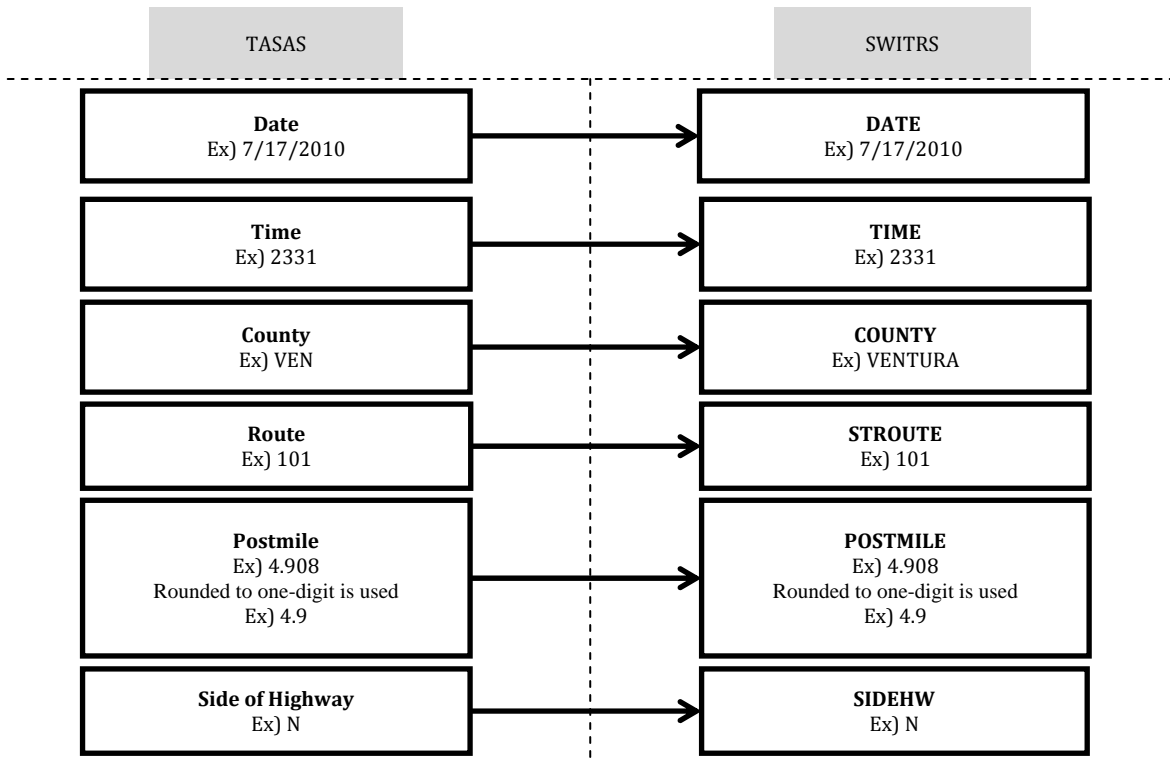 TASAS
SWITRS
Date
Ex) 7/17/2010
DATE
Ex) 7/17/2010
Time
Ex) 2331
TIME
Ex) 2331
County
Ex) VEN
COUNTY
Ex) VENTURA
Route
Ex) 101
STROUTE
Ex) 101
Postmile
Ex) 4.908
Rounded to one-digit is used
Ex) 4.9
POSTMILE
Ex) 4.908
Rounded to one-digit is used
Ex) 4.9
Side of Highway
Ex) N
SIDEHW
Ex) N